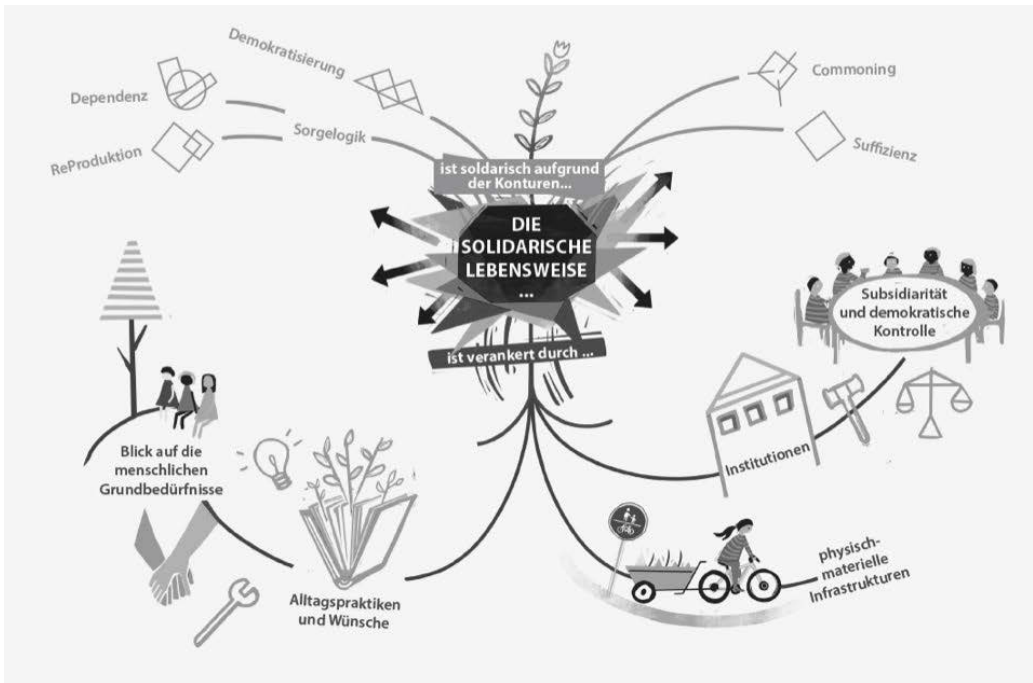 Demokratisierung
Dependenz
Sorgelogik
ReProduktion
Commoning
Suffizienz
ist soldarisch aufgrund
der Konturen...
DIE
SOLIDARISCHE
LEBENSWEISE
...
ist verankert durch ...
Blick auf die
menschlichen
Grundbedürfnisse
Alltagspraktiken
und Wünsche
Subsidiarität
und demokratische
Kontrolle
Institutionen
physisch-
materielle
Infrastrukturen